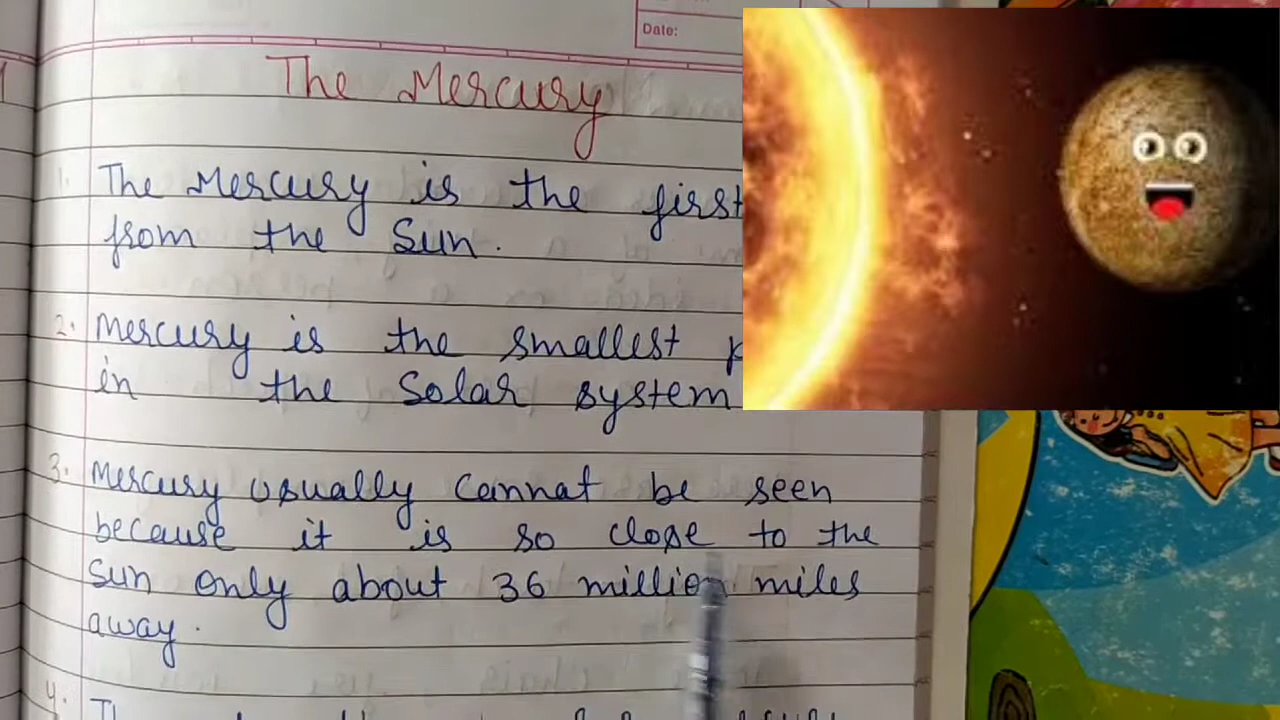 Date:
The Mercury
1. The Mercury is the first
from the Sun.
2. Mercury is the smallest
in the Solar system
3. Mercury usually cannat be seen
because it is so close to the
Sun only about 36 million miles
away.
4.